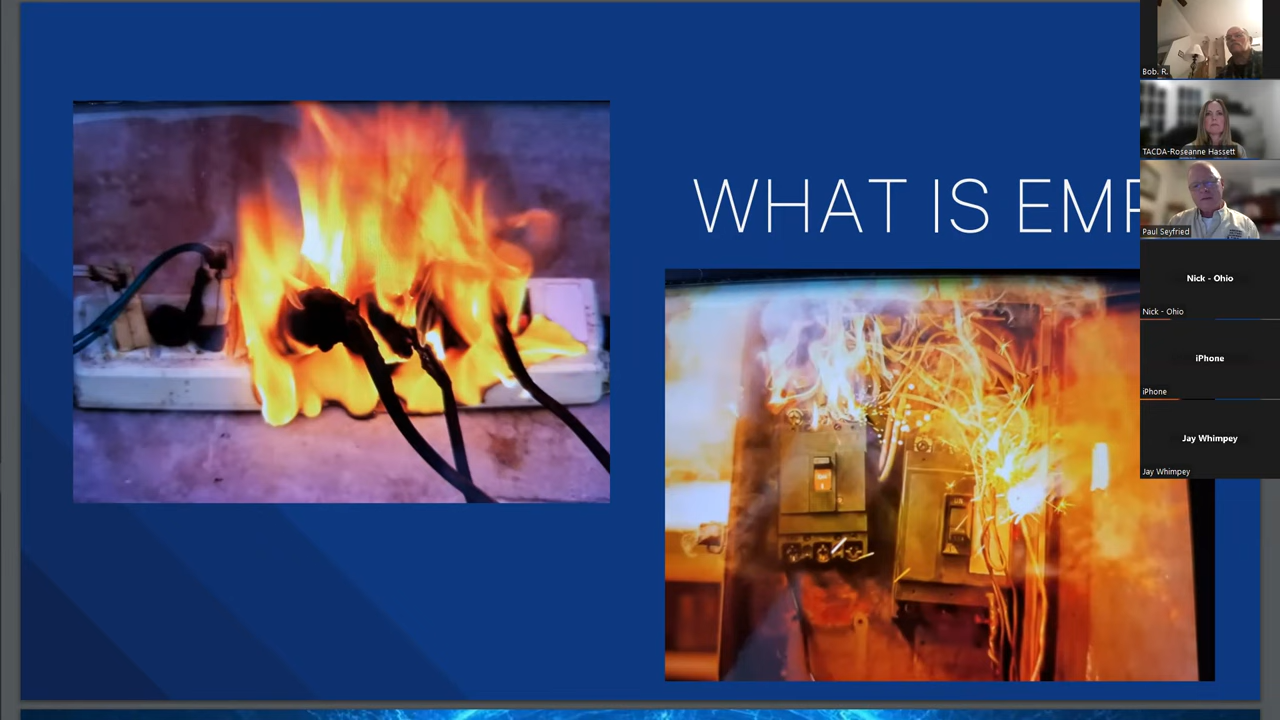 WHAT IS EMP
Bob. R.
TACDA-Roseanne Hassett
Paul Seyfried
Nick - Ohio
Nick - Ohio
iPhone
iPhone
Jay Whimpey
Jay Whimpey